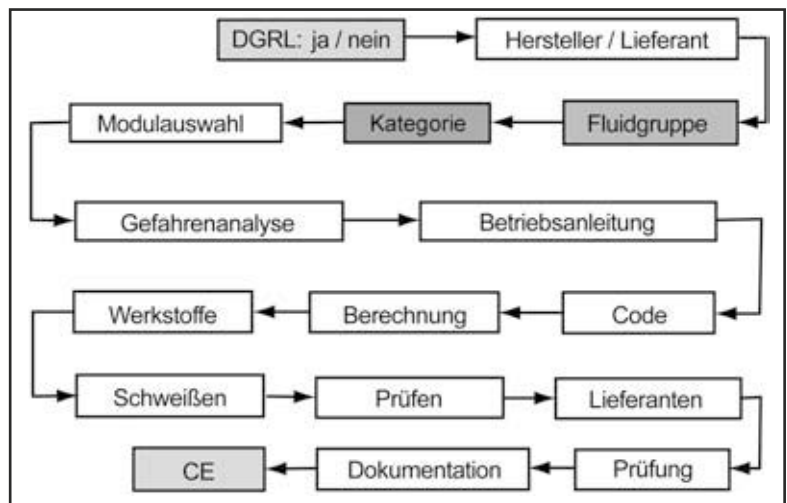 DGRL: ja / nein
Hersteller / Lieferant
Fluidgruppe
Kategorie
Modulauswahl
Gefahrenanalyse
Betriebsanleitung
Code
Berechnung
Werkstoffe
Schweißen
Prüfen
Lieferanten
Prüfung
Dokumentation
CE